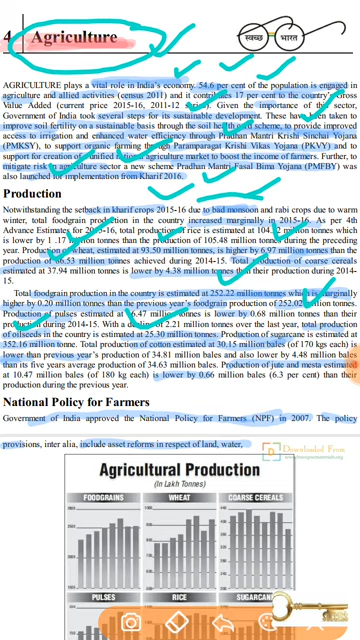 4
Agriculture
स्वच्छ भारत
AGRICULTURE plays a vital role in India's economy. 54.6 per cent of the population is engaged in
agriculture and allied activities (census 2011) and it contributes 17 per cent to the country's Gross
Value Added (current price 2015-16, 2011-12 series). Given the importance of this sector,
Government of India took several steps for its sustainable development. These have been taken to
improve soil fertility on a sustainable basis through the soil health card scheme, to provide improved
access to irrigation and enhanced water efficiency through Pradhan Mantri Krishi Sinchai Yojana
(PMKSY), to support organic farming through Paramparagat Krishi Vikas Yojana (PKVY) and to
support for creation of unified national agriculture market to boost the income of farmers. Further, to
mitigate risk in agriculture sector a new scheme Pradhan Mantri Fasal Bima Yojana (PMFBY) was
also launched for implementation from Kharif 2016.
Production
Notwithstanding the setback in kharif crops 2015-16 due to bad monsoon and rabi crops due to warm
winter, total foodgrain production in the country increased marginally in 2015-16. As per 4th
Advance Estimates for 2015-16, total production of rice is estimated at 104.32 million tonnes which
is lower by 1.17 million tonnes than the production of 105.48 million tonnes during the preceding
year. Production of wheat, estimated at 93.50 million tonnes, is higher by 6.97 million tonnes than the
production of 86.53 million tonnes achieved during 2014-15. Total production of coarse cereals
estimated at 37.94 million tonnes is lower by 4.38 million tonnes than their production during 2014-
15.
Total foodgrain production in the country is estimated at 252.22 million tonnes which is marginally
higher by 0.20 million tonnes than the previous year's foodgrain production of 252.02 million tonnes.
Production of pulses estimated at 16.47 million tonnes is lower by 0.68 million tonnes than their
production during 2014-15. With a decline of 2.21 million tonnes over the last year, total production
of oilseeds in the country is estimated at 25.30 million tonnes. Production of sugarcane is estimated at
352.16 million tonne. Total production of cotton estimated at 30.15 million bales (of 170 kgs each) is
lower than previous year's production of 34.81 million bales and also lower by 4.48 million bales
than its five years average production of 34.63 million bales. Production of jute and mesta estimated
at 10.47 million bales (of 180 kg each) is lower by 0.66 million bales (6.3 per cent) than their
production during the previous year.
National Policy for Farmers
Government of India approved the National Policy for Farmers (NPF) in 2007. The policy
provisions, inter alia, include asset reforms in respect of land, water,
Downloaded From
Agricultural Production
(In Lakh Tonnes)
FOODGRAINS WHEAT COARSE CEREALS
PULSES RICE SUGARCANE